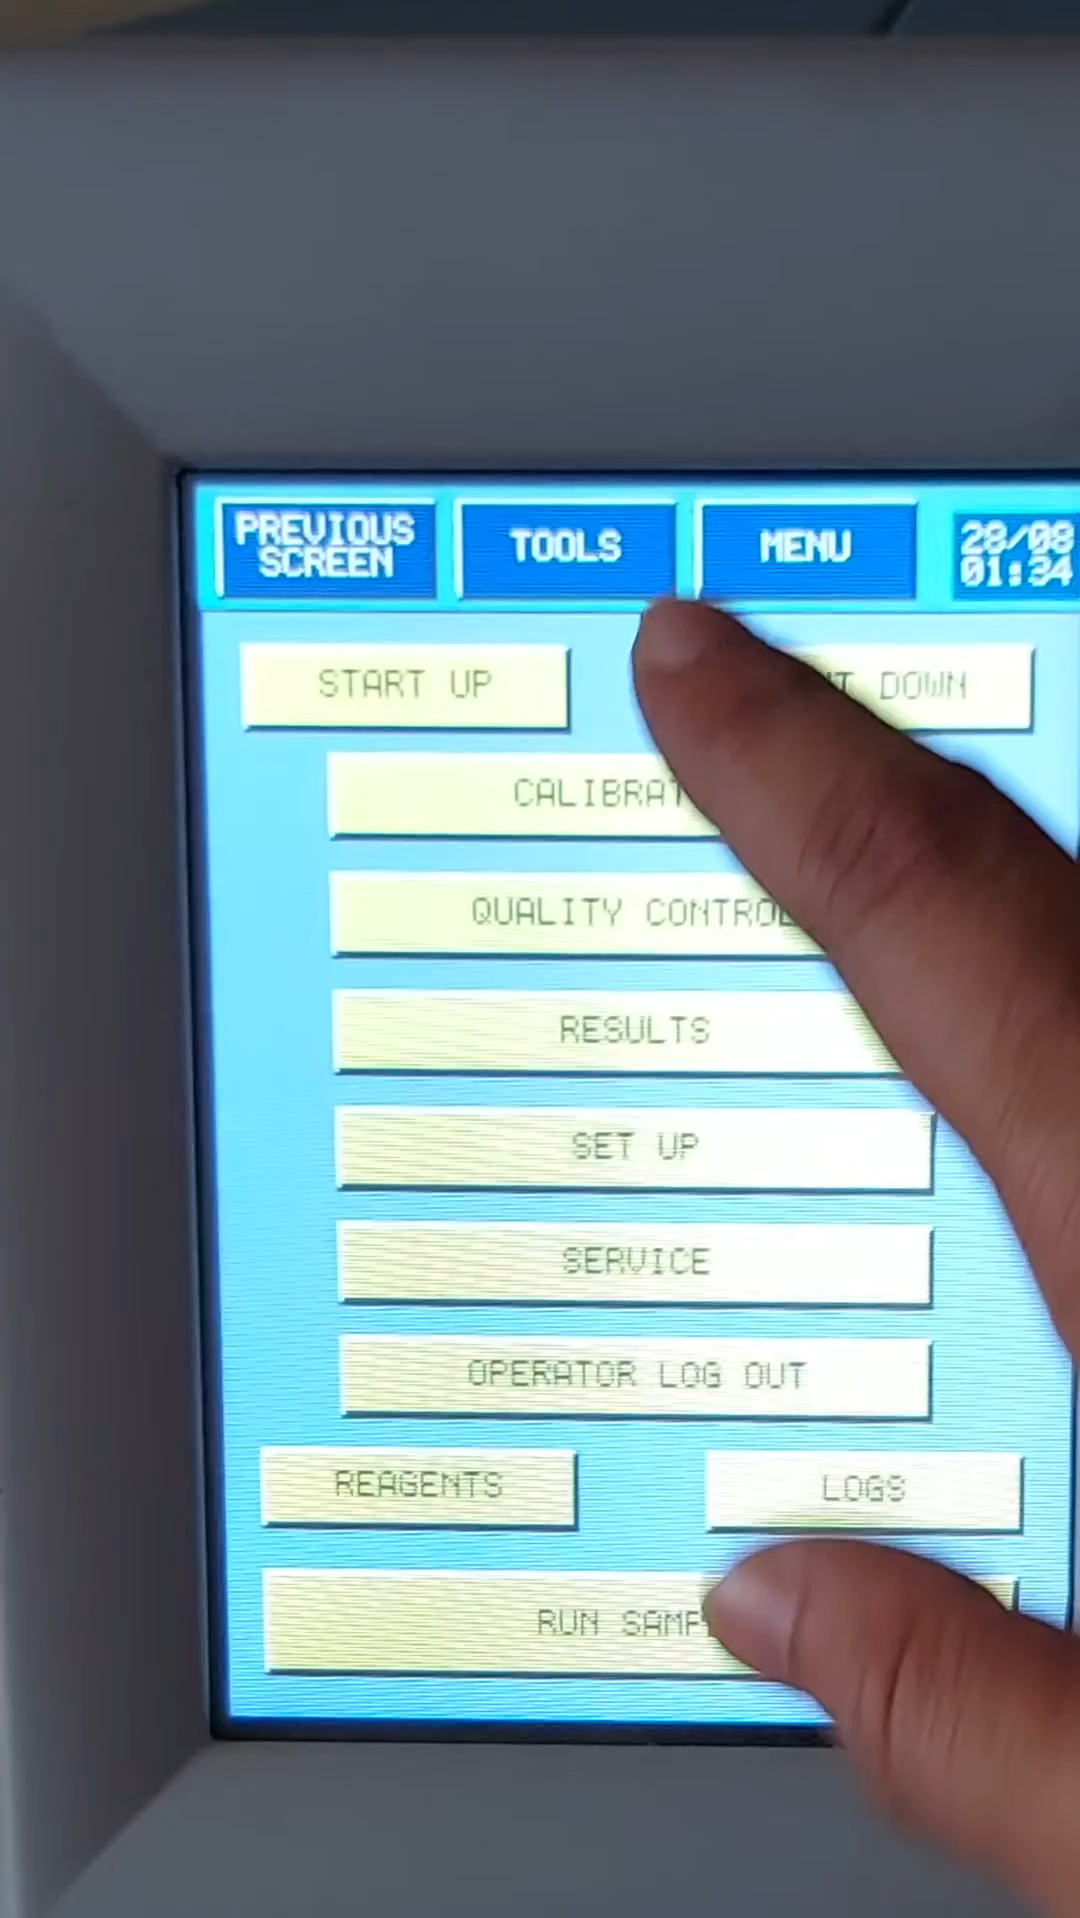 PREVIOUS
SCREEN
TOOLS
MENU
28/08
01:34
START UP
DOWN
QUALITY CONTROL
RESULTS
SET UP
SERVICE
OPERATOR LOG OUT
REAGENTS
LOGS
RUN